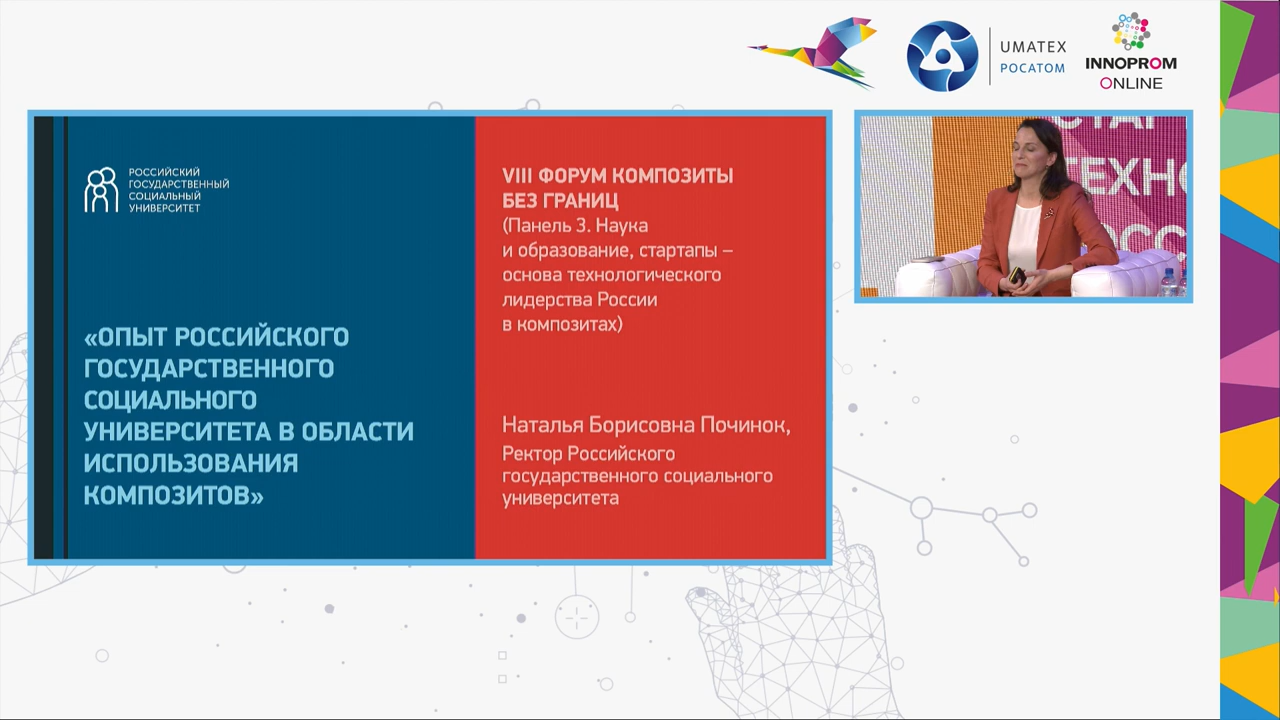 UMATEX
РОСАТОМ
INNOPROM
ONLINE
РОССИЙСКИЙ
ГОСУДАРСТВЕННЫЙ
СОЦИАЛЬНЫЙ
УНИВЕРСИТЕТ
«ОПЫТ РОССИЙСКОГО
ГОСУДАРСТВЕННОГО
СОЦИАЛЬНОГО
УНИВЕРСИТЕТА В ОБЛАСТИ
ИСПОЛЬЗОВАНИЯ
КОМПОЗИТОВ»
VIII ФОРУМ КОМПОЗИТЫ
БЕЗ ГРАНИЦ
(Панель 3. Наука
и образование, стартапы –
основа технологического
лидерства России
в композитах)
Наталья Борисовна Починок,
Ректор Российского
государственного социального
университета